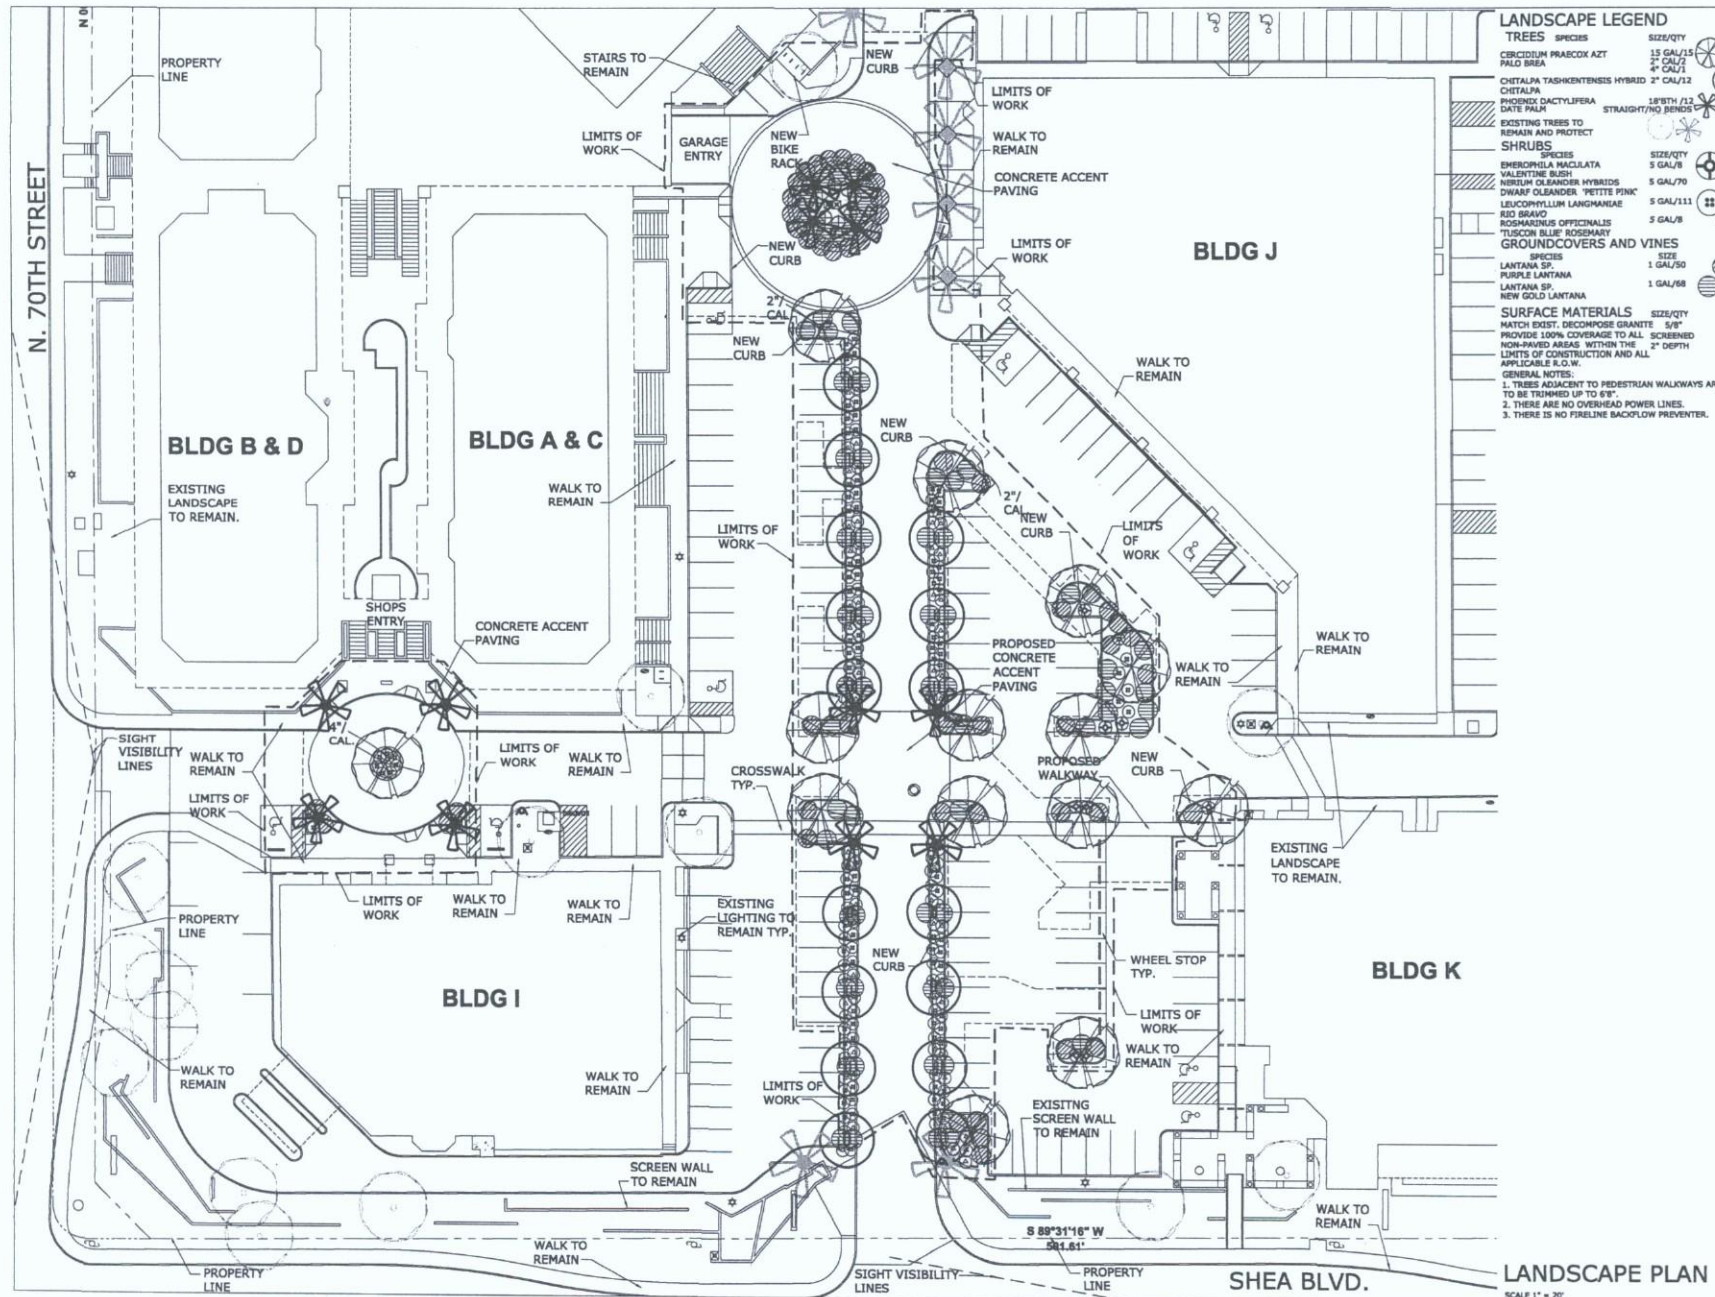 N 0
PROPERTY
LINE
STAIRS TO
REMAIN
NEW
CURB
LIMITS OF
WORK
LIMITS OF
WORK
GARAGE
ENTRY
NEW
BIKE
RACK
WALK TO
REMAIN
CONCRETE ACCENT
PAVING
N. 70TH STREET
NEW
CURB
LIMITS OF
WORK
BLDG J
2"/
CAL
NEW
CURB
WALK TO
REMAIN
BLDG B & D
BLDG A & C
NEW
CURB
EXISTING
LANDSCAPE
TO REMAIN.
WALK TO
REMAIN
2"/
CAL.
NEW
CURB
LIMITS OF
WORK
LIMITS
OF
WORK
SHOPS
ENTRY
CONCRETE ACCENT
PAVING
PROPOSED
CONCRETE
ACCENT
PAVING
WALK TO
REMAIN
WALK TO
REMAIN
4"
CAL.
SIGHT
VISIBILITY
LINES
WALK TO
REMAIN
LIMITS OF
WORK
WALK TO
REMAIN
CROSSWALK
TYP.
PROPOSED
WALKWAY
NEW
CURB
LIMITS OF
WORK
EXISTING
LANDSCAPE
TO REMAIN.
LIMITS OF
WORK
WALK TO
REMAIN
WALK TO
REMAIN
EXISTING
LIGHTING TO
REMAIN TYP.
PROPERTY
LINE
NEW
CURB
WHEEL STOP
TYP.
BLDG I
BLDG K
LIMITS OF
WORK
WALK TO
REMAIN
WALK TO
REMAIN
WALK TO
REMAIN
LIMITS OF
WORK
EXISITNG
SCREEN WALL
TO REMAIN
SCREEN WALL
TO REMAIN
WALK TO
REMAIN
S 89°31'16" W
581.61'
WALK TO
REMAIN
PROPERTY
LINE
SIGHT VISIBILITY
LINES
PROPERTY
LINE
SHEA BLVD.
LANDSCAPE LEGEND
TREES SPECIES SIZE/QTY
CERCIDIUM PRAECOX AZT 15 GAL/15
PALO BREA 2" CAL/2
4" CAL/1
CHITALPA TASHKENTENSIS HYBRID 2" CAL/12
CHITALPA
PHOENIX DACTYLIFERA 18'BTH /12
DATE PALM STRAIGHT/NO BENDS
EXISTING TREES TO
REMAIN AND PROTECT
SHRUBS
SPECIES SIZE/QTY
EMEROPHILA MACULATA 5 GAL/8
VALENTINE BUSH
NERIUM OLEANDER HYBRIDS 5 GAL/70
DWARF OLEANDER 'PETITE PINK'
LEUCOPHYLLUM LANGMANIAE 5 GAL/111
RIO BRAVO
ROSMARINUS OFFICINALIS 5 GAL/8
'TUSCON BLUE' ROSEMARY
GROUNDCOVERS AND VINES
SPECIES SIZE
LANTANA SP. 1 GAL/50
PURPLE LANTANA
LANTANA SP. 1 GAL/68
NEW GOLD LANTANA
SURFACE MATERIALS SIZE/QTY
MATCH EXIST. DECOMPOSE GRANITE 5/8"
PROVIDE 100% COVERAGE TO ALL SCREENED
NON-PAVED AREAS WITHIN THE 2" DEPTH
LIMITS OF CONSTRUCTION AND ALL
APPLICABLE R.O.W.
GENERAL NOTES:
1. TREES ADJACENT TO PEDESTRIAN WALKWAYS AR
TO BE TRIMMED UP TO 6'8".
2. THERE ARE NO OVERHEAD POWER LINES.
3. THERE IS NO FIRELINE BACKFLOW PREVENTER.
LANDSCAPE PLAN
SCALE 1" = 20'